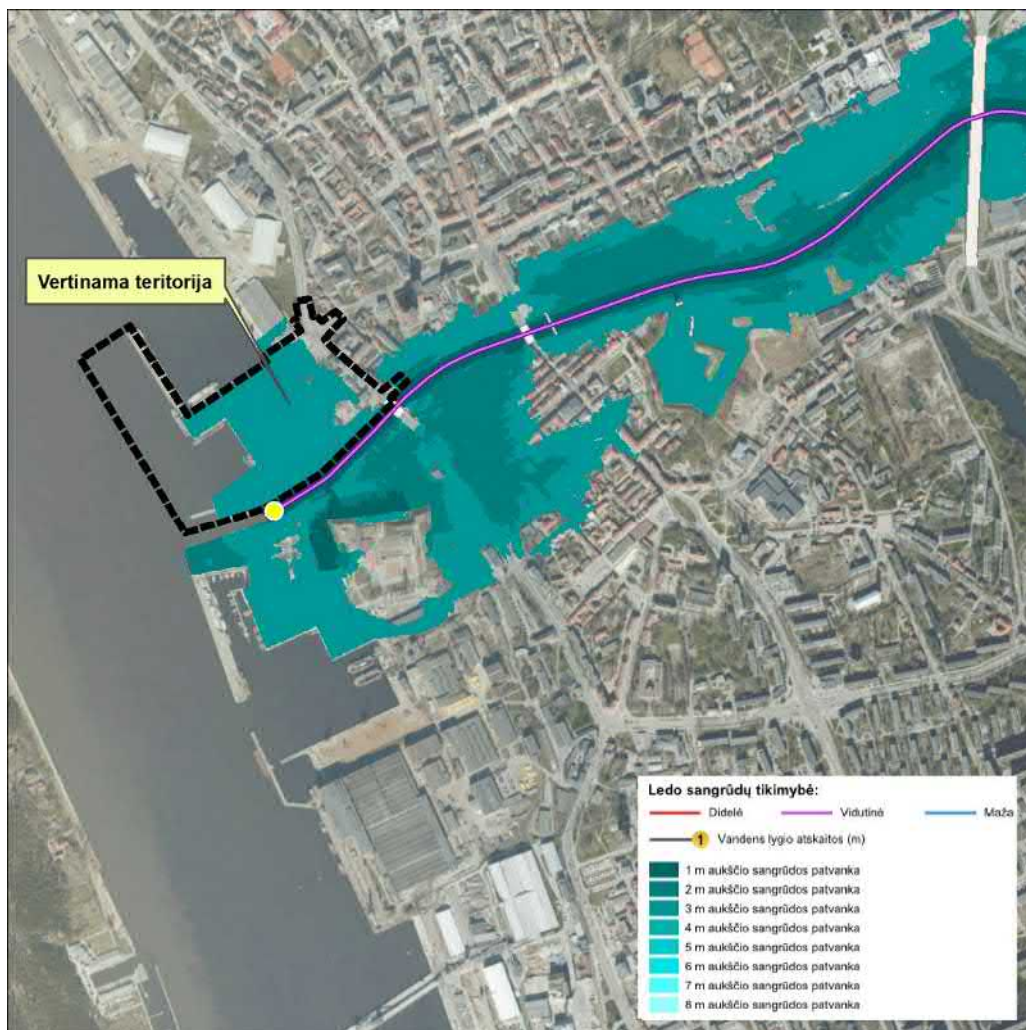 Vertinama teritorija
Ledo sangrūdų tikimybė:
Didelė Vidutinė Maža
1 Vandens lygio atskaitos (m)
1 m aukščio sangrūdos patvanka
2 m aukščio sangrūdos patvanka
3 m aukščio sangrūdos patvanka
4 m aukščio sangrūdos patvanka
5 m aukščio sangrūdos patvanka
6 m aukščio sangrūdos patvanka
7 m aukščio sangrūdos patvanka
8 m aukščio sangrūdos patvanka